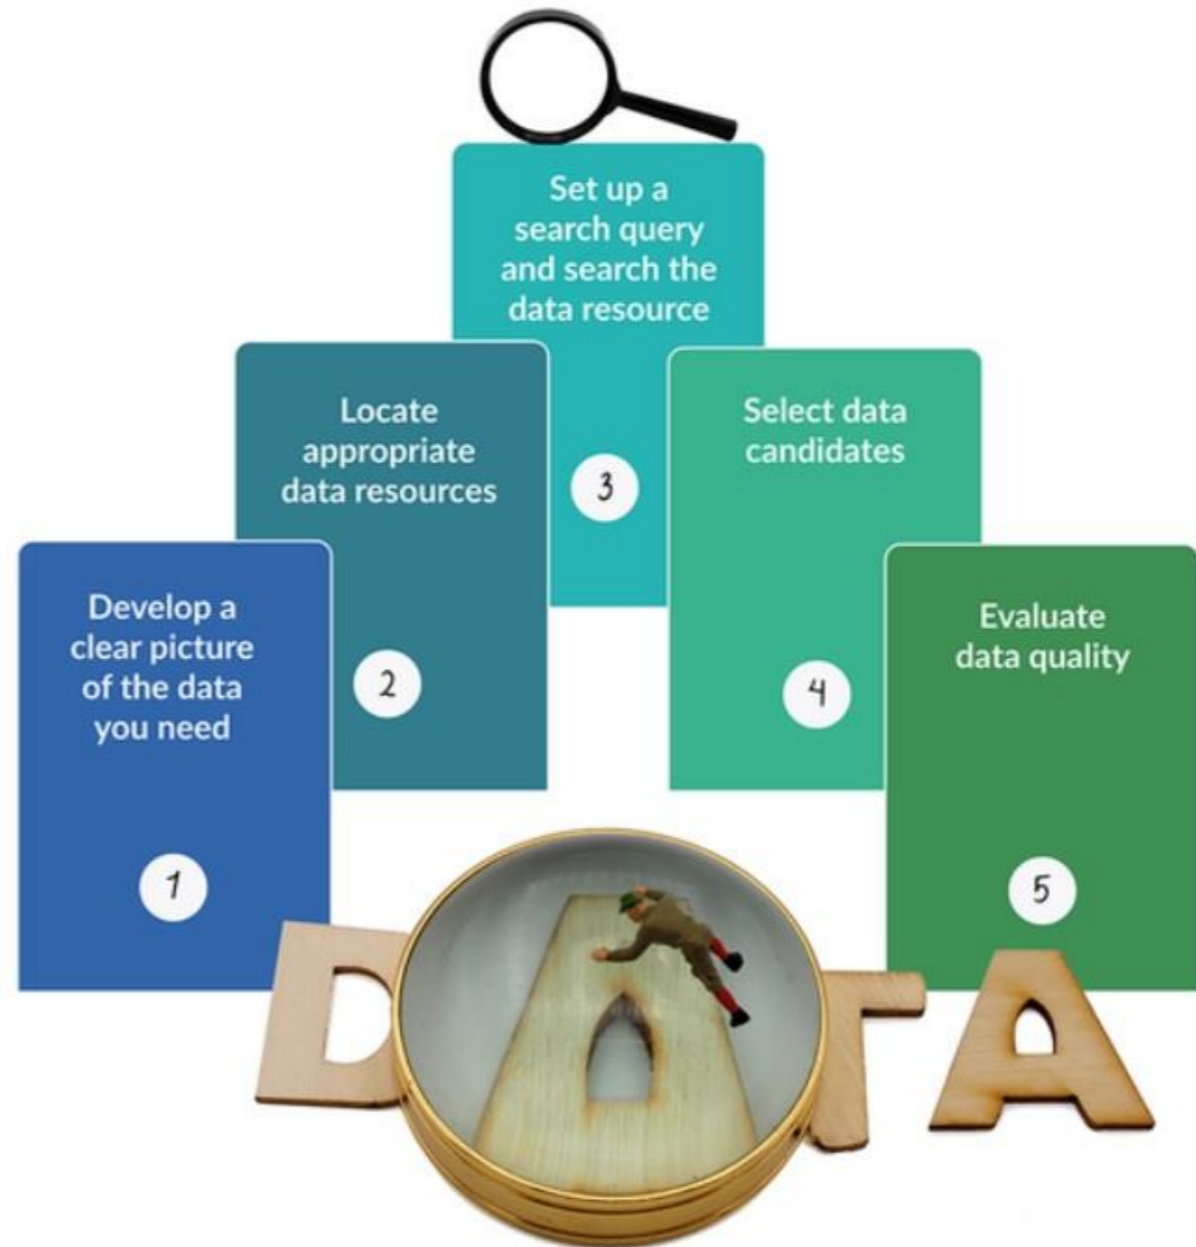 Develop a
clear picture
of the data
you need
1
Locate
appropriate
data resources
2
Set up a
search query
and search the
data resource
3
Select data
candidates
4
Evaluate
data quality
5
DATA